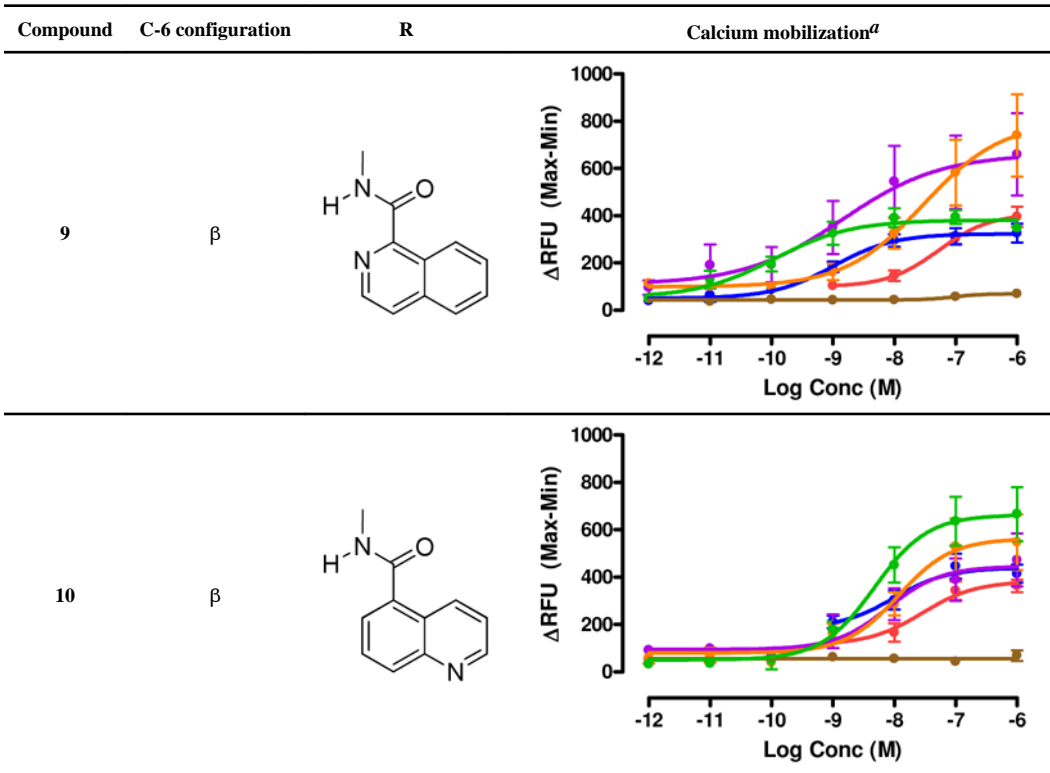 Compound C-6 configuration R Calcium mobilization^a
9 β
N
H
O
N
ΔRFU (Max-Min)
1000
800
600
400
200
0
-12 -11 -10 -9 -8 -7 -6
Log Conc (M)
10 β
N
H
O
N
ΔRFU (Max-Min)
1000
800
600
400
200
0
-12 -11 -10 -9 -8 -7 -6
Log Conc (M)